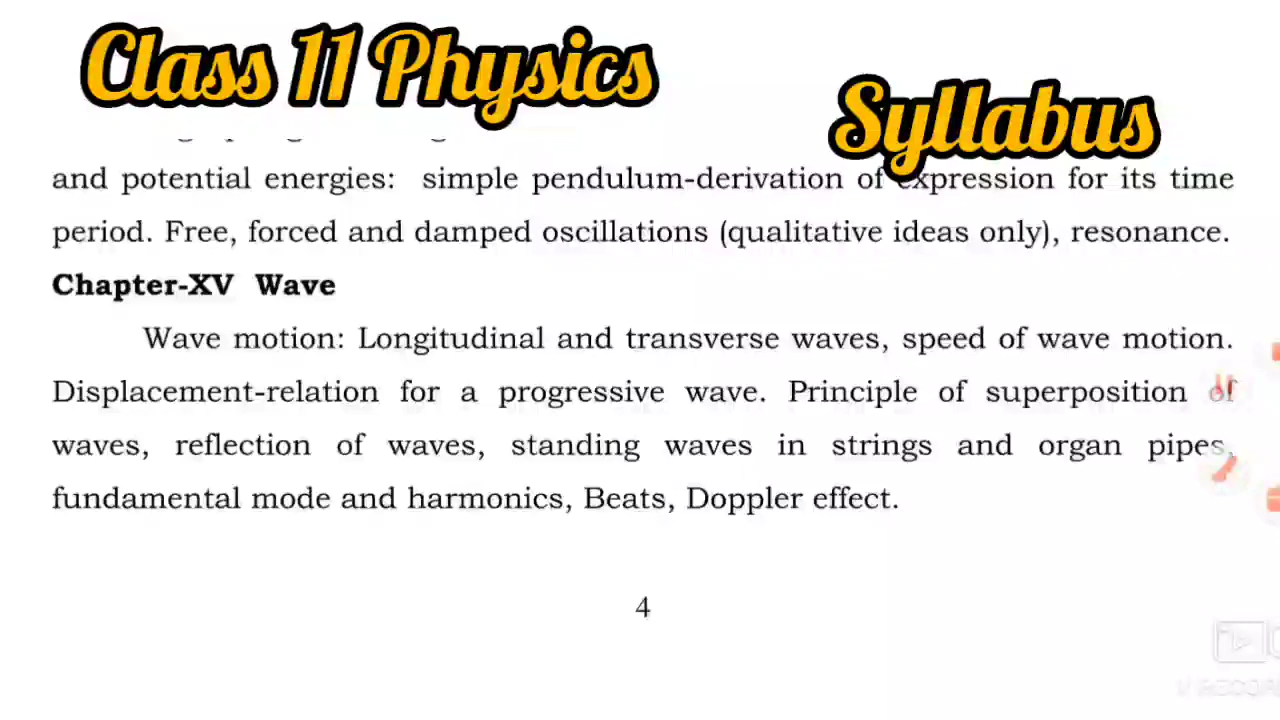 Class 11 Physics
Syllabus
and potential energies: simple pendulum-derivation of expression for its time
period. Free, forced and damped oscillations (qualitative ideas only), resonance.
Chapter-XV Wave
Wave motion: Longitudinal and transverse waves, speed of wave motion.
Displacement-relation for a progressive wave. Principle of superposition of
waves, reflection of waves, standing waves in strings and organ pipes,
fundamental mode and harmonics, Beats, Doppler effect.
4